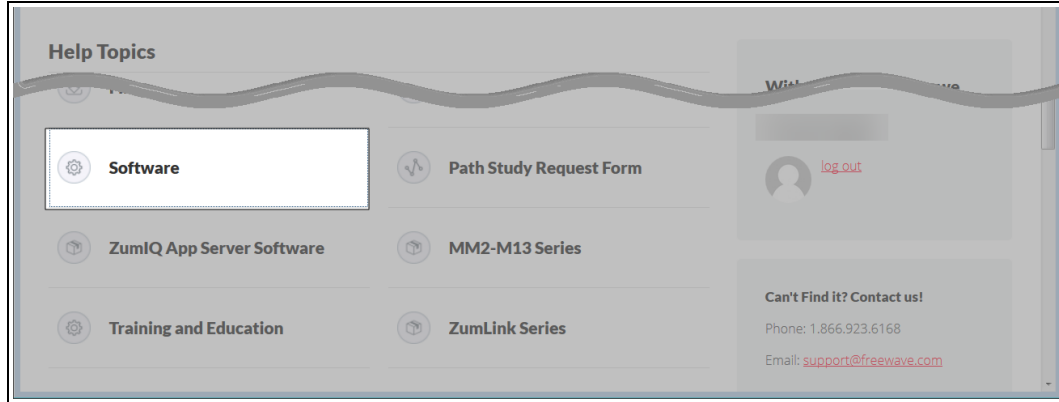 Help Topics
Software
Path Study Request Form
ZumIQ App Server Software
MM2-M13 Series
Training and Education
ZumLink Series
log out
Can't Find it? Contact us!
Phone: 1.866.923.6168
Email: support@freewave.com